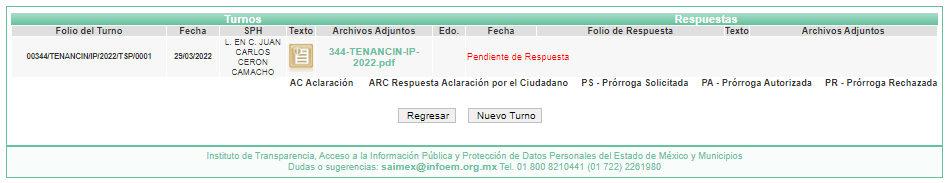 Turnos Respuestas
Folio del Turno Fecha SPH Texto Archivos Adjuntos Edo. Fecha Folio de Respuesta Texto Archivos Adjuntos
00344/TENANCIN/IP/2022/TSP/0001 29/03/2022 L. EN C. JUAN CARLOS CERON CAMACHO 344-TENANCIN-IP-2022.pdf Pendiente de Respuesta
AC Aclaración ARC Respuesta Aclaración por el Ciudadano PS - Prórroga Solicitada PA - Prórroga Autorizada PR - Prórroga Rechazada
Regresar Nuevo Turno
Instituto de Transparencia, Acceso a la Información Pública y Protección de Datos Personales del Estado de México y Municipios
Dudas o sugerencias: saimex@infoem.org.mx Tel. 01 800 8210441 (01 722) 2261980